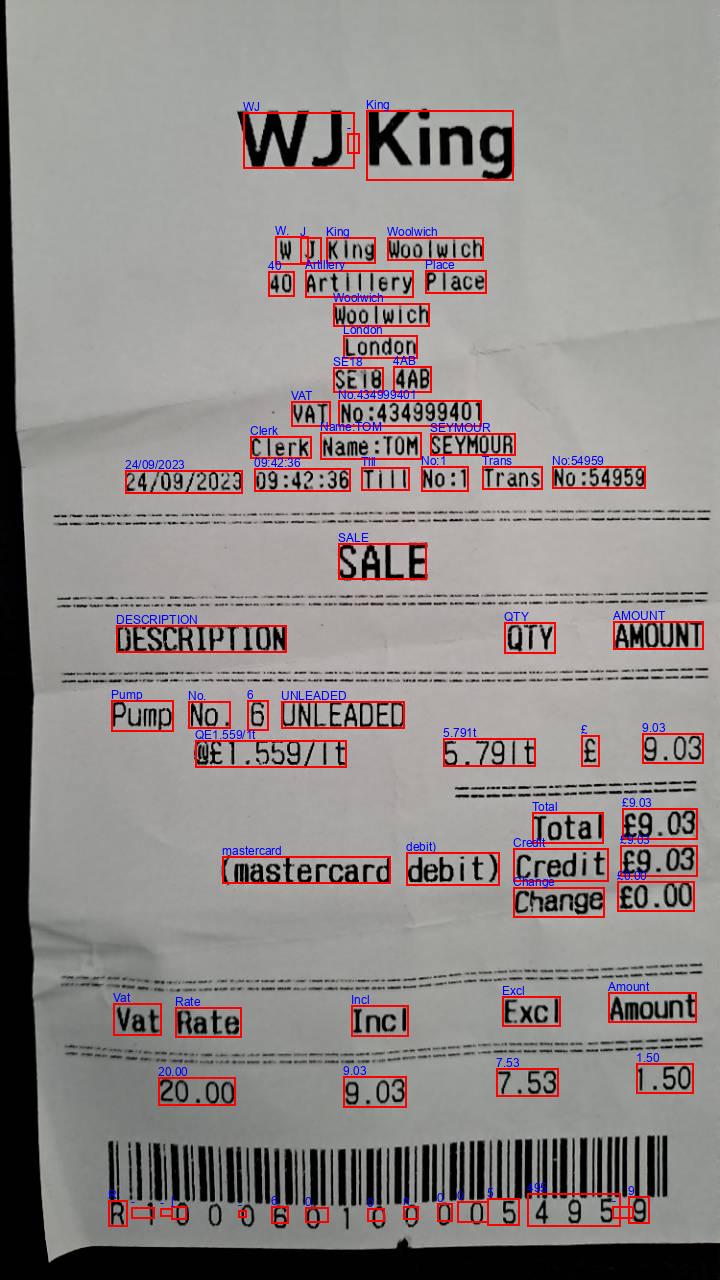 WJ King
W J King Woolwich
40 Artillery Place
Woolwich
London
SE18 4AB
VAT No:434999401
Clerk Name:TOM SEYMOUR
24/09/2023 09:42:36 Till No:1 Trans No:54959
SALE
DESCRIPTION QTY AMOUNT
Pump No. 6 UNLEADED
@£1.559/lt 5.79lt £ 9.03
Total £9.03
(mastercard debit) Credit £9.03
Change £0.00
Vat Rate Incl Excl Amount
20.00 9.03 7.53 1.50
R1000601000054959